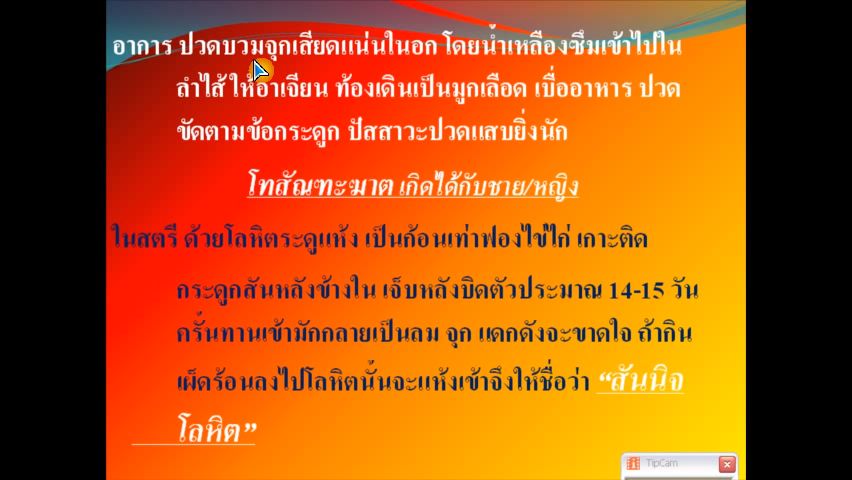 อาการ ปวดบวมจุกเสียดแน่นในอก โดยน้ำเหลืองซึมเข้าไปใน
ลำไส้ ให้อาเจียน ท้องเดินเป็นมูกเลือด เบื่ออาหาร ปวด
ขัดตามข้อกระดูก ปัสสาวะปวดแสบยิ่งนัก
โทสัณฑะฆาต เกิดได้กับชาย/หญิง
ในสตรี ด้วยโลหิตระดูแห้ง เป็นก้อนเท่าฟองไข่ไก่ เกาะติด
กระดูกสันหลังข้างใน เจ็บหลังบิดตัวประมาณ 14-15 วัน
ครั้นทานเข้ามักกลายเป็นลม จุก แดกดังจะขาดใจ ถ้ากิน
เผ็ดร้อนลงไปโลหิตนั้นจะแห้งเข้าจึงให้ชื่อว่า “สันนิจ
โลหิต”
TipCam